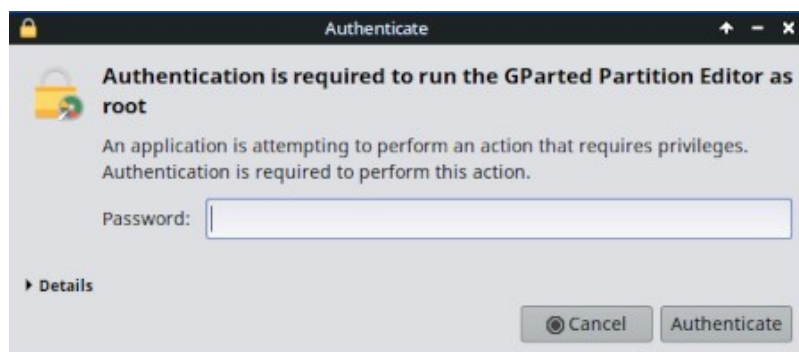 Authenticate
Authentication is required to run the GParted Partition Editor as
root
An application is attempting to perform an action that requires privileges.
Authentication is required to perform this action.
Password:
Details
Cancel
Authenticate